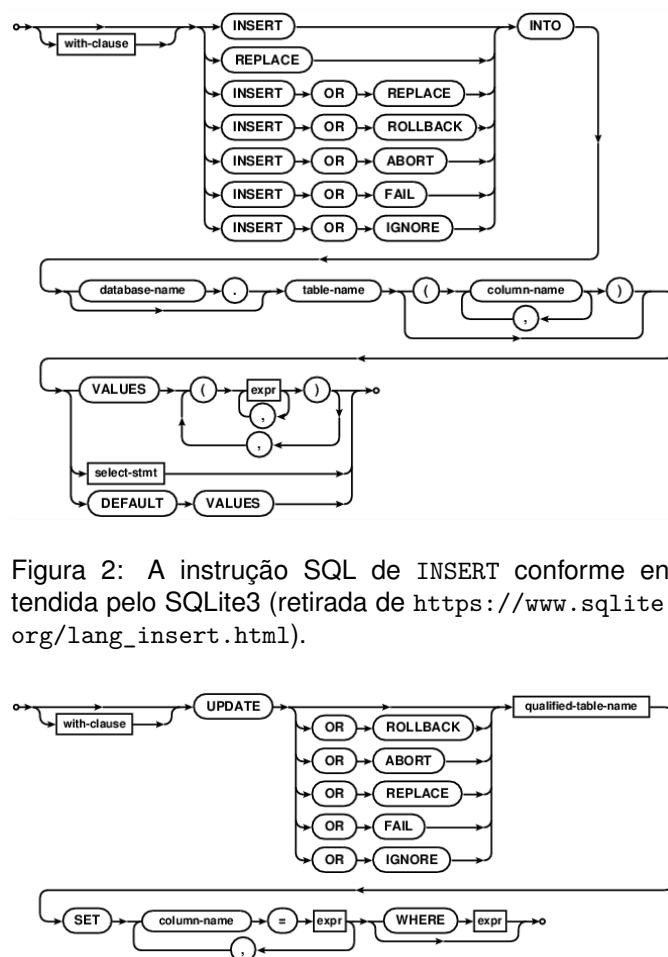 with-clause
INSERT
INTO
REPLACE
INSERT OR REPLACE
INSERT OR ROLLBACK
INSERT OR ABORT
INSERT OR FAIL
INSERT OR IGNORE
database-name . table-name ( column-name )
,
VALUES ( expr )
,
,
select-stmt
DEFAULT VALUES
Figura 2: A instrução SQL de INSERT conforme en
tendida pelo SQLite3 (retirada de https://www.sqlite
org/lang_insert.html).
with-clause
UPDATE
qualified-table-name
OR ROLLBACK
OR ABORT
OR REPLACE
OR FAIL
OR IGNORE
SET column-name = expr WHERE expr
,